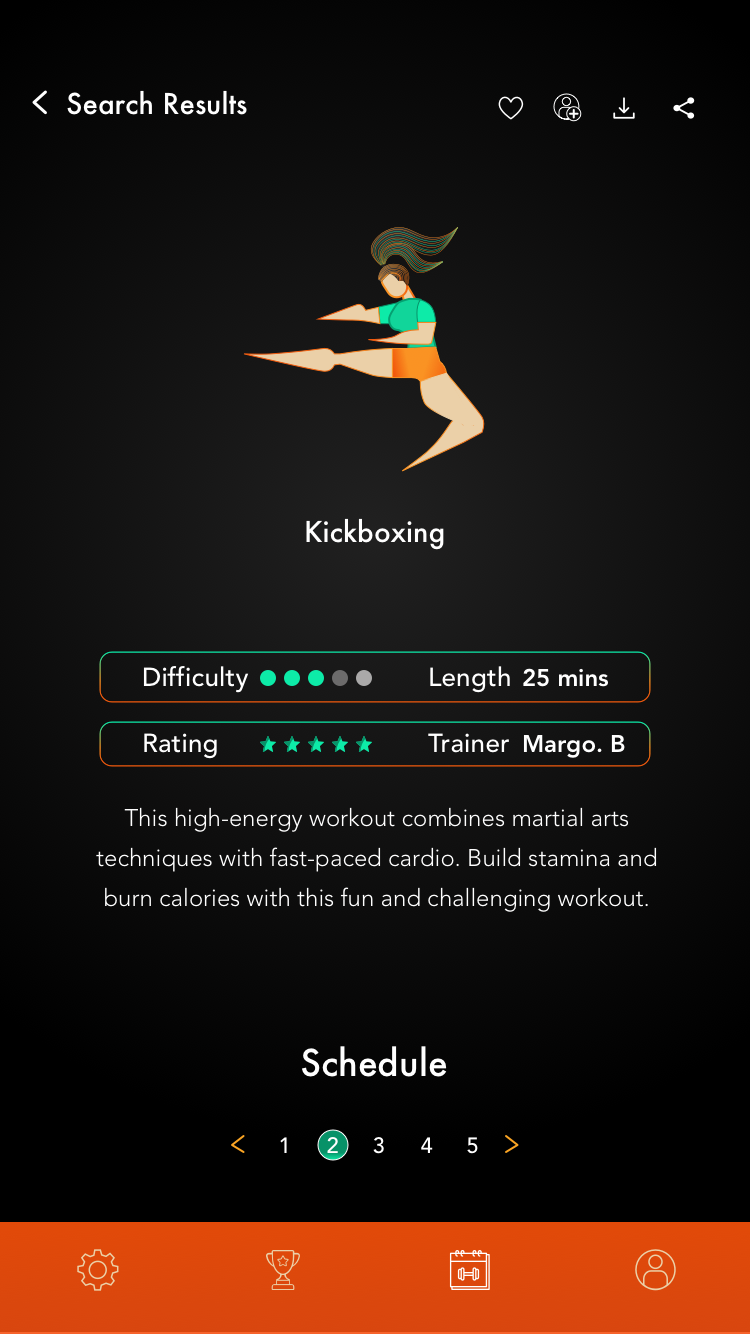 Search Results
Kickboxing
Difficulty Length 25 mins
Rating Trainer Margo. B
This high-energy workout combines martial arts
techniques with fast-paced cardio. Build stamina and
burn calories with this fun and challenging workout.
Schedule
1 2 3 4 5